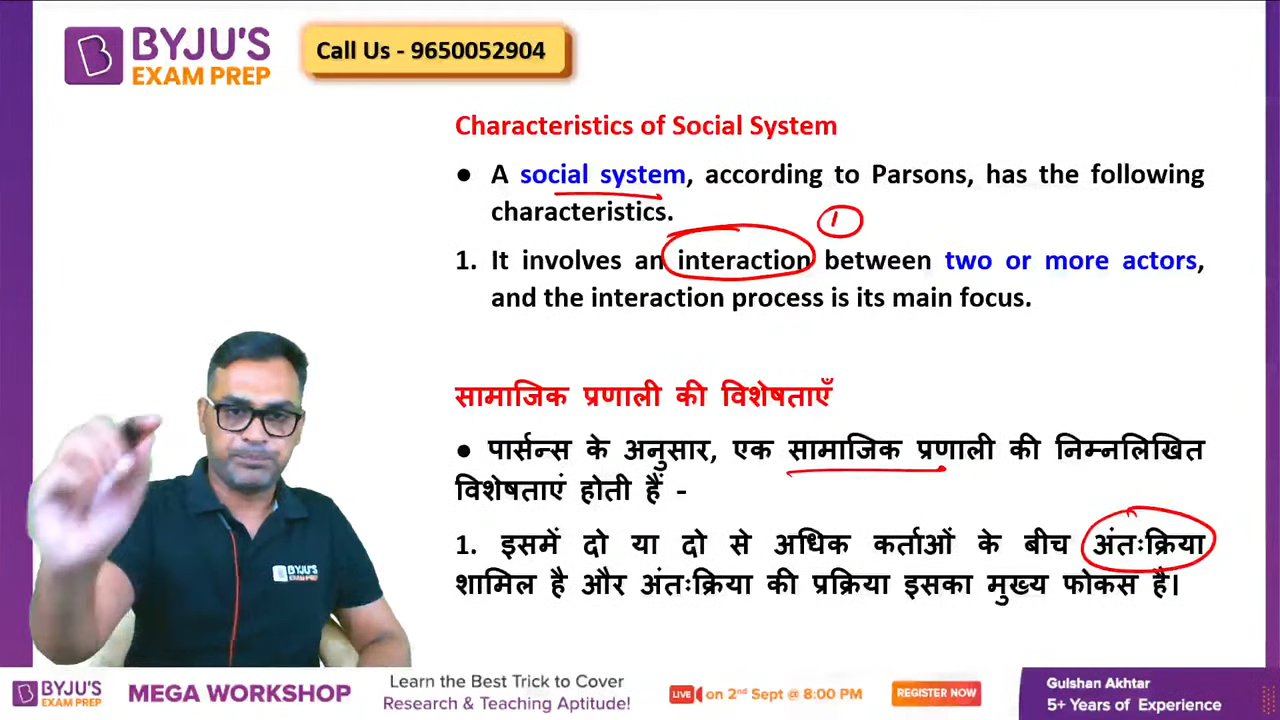 BYJU'S
EXAM PREP
Call Us - 9650052904
Characteristics of Social System
● A social system, according to Parsons, has the following
characteristics.
1
1. It involves an interaction between two or more actors,
and the interaction process is its main focus.
सामाजिक प्रणाली की विशेषताएँ
● पार्सन्स के अनुसार, एक सामाजिक प्रणाली की निम्नलिखित
विशेषताएं होती हैं -
1. इसमें दो या दो से अधिक कर्ताओं के बीच अंतःक्रिया
शामिल है और अंतःक्रिया की प्रक्रिया इसका मुख्य फोकस है।
BYJU'S
EXAM PREP
BYJU'S
EXAM PREP
MEGA WORKSHOP
Learn the Best Trick to Cover
Research & Teaching Aptitude!
LIVE on 2nd Sept @ 8:00 PM
REGISTER NOW
Gulshan Akhtar
5+ Years of Experience